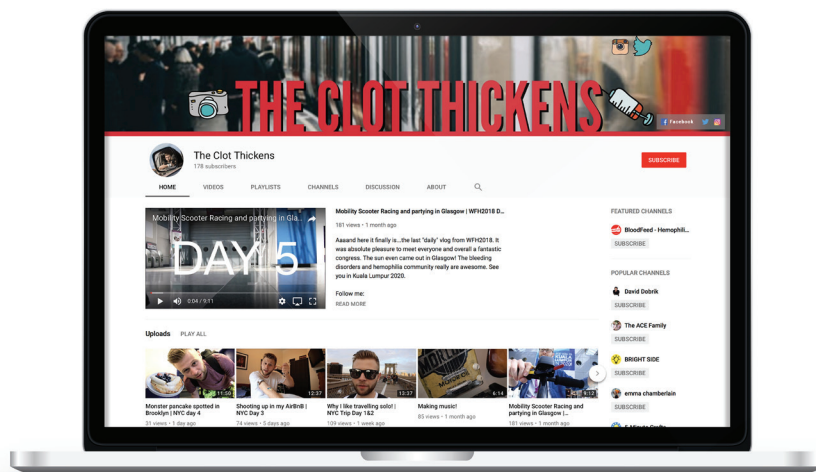 THE CLOT THICKENS
Facebook
The Clot Thickens
178 subscribers
SUBSCRIBE
HOME VIDEOS PLAYLISTS CHANNELS DISCUSSION ABOUT
Mobility Scooter Racing and partying in Gla...
DAY 5
0:04 / 9:11
Mobility Scooter Racing and partying in Glasgow | WFH2018 D...
181 views • 1 month ago
Aaaand here it finally is...the last "daily" vlog from WFH2018. It
was absolute pleasure to meet everyone and overall a fantastic
congress. The sun even came out in Glasgow! The bleeding
disorders and hemophilia community really are awesome. See
you in Kuala Lumpur 2020.
Follow me:
READ MORE
FEATURED CHANNELS
BloodFeed - Hemophili...
SUBSCRIBE
POPULAR CHANNELS
David Dobrik
SUBSCRIBE
The ACE Family
SUBSCRIBE
BRIGHT SIDE
SUBSCRIBE
emma chamberlain
SUBSCRIBE
Uploads PLAY ALL
11:50
12:37
13:37
6:14
9:12
Monster pancake spotted in
Brooklyn | NYC day 4
31 views • 1 day ago
Shooting up in my AirBnB |
NYC Day 3
74 views • 5 days ago
Why I like travelling solo! |
NYC Trip Day 1&2
109 views • 1 week ago
Making music!
85 views • 1 month ago
Mobility Scooter Racing and
partying in Glasgow |...
181 views • 1 month ago